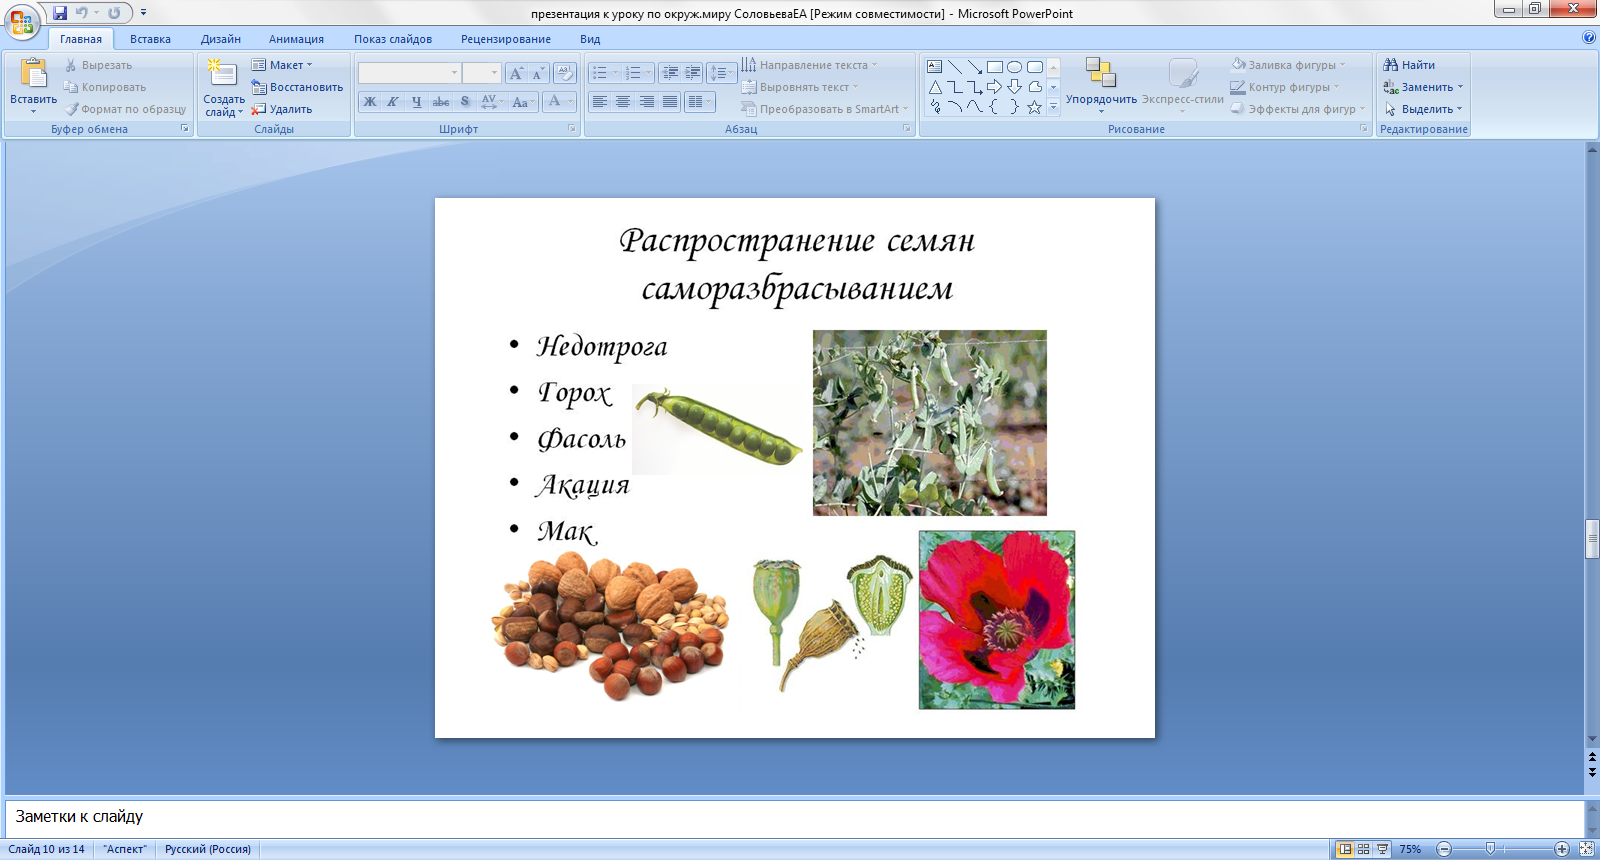 презентация к уроку по окруж.миру СоловьеваЕА [Режим совместимости] - Microsoft PowerPoint
Главная Вставка Дизайн Анимация Показ слайдов Рецензирование Вид
Вставить
Вырезать
Копировать
Формат по образцу
Буфер обмена
Создать слайд
Макет
Восстановить
Удалить
Слайды
Ж К Ч abc S AV Aa A
Шрифт
Направление текста
Выровнять текст
Преобразовать в SmartArt
Абзац
Упорядочить
Экспресс-стили
Заливка фигуры
Контур фигуры
Эффекты для фигур
Рисование
Найти
Заменить
Выделить
Редактирование
Распространение семян
саморазбрасыванием
• Недотрога
• Горох
• Фасоль
• Акация
• Мак
Заметки к слайду
Слайд 10 из 14 "Аспект" Русский (Россия) 75%